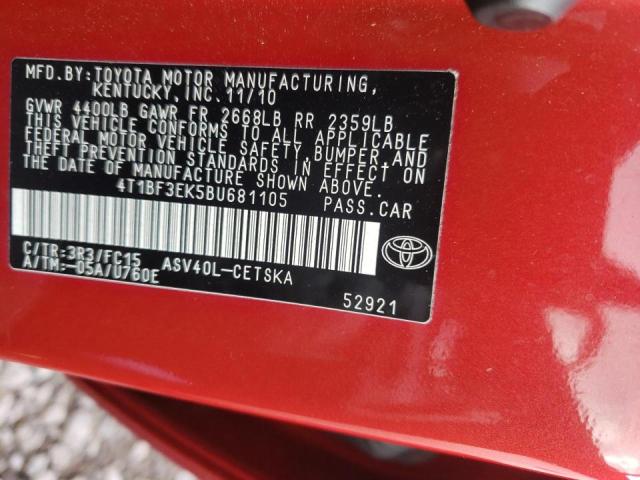 MFD. BY: TOYOTA MOTOR MANUFACTURING,
KENTUCKY, INC. 11/10
GVWR 4400LB GAWR FR 2668LB RR 2359LB
THIS VEHICLE CONFORMS TO ALL APPLICABLE
FEDERAL MOTOR VEHICLE SAFETY, BUMPER, AND
THEFT PREVENTION STANDARDS IN EFFECT ON THE
DATE OF MANUFACTURE SHOWN ABOVE.
4T1BF3EK5BU681105 PASS.CAR
C/TR:3R3/FC15
A/TM:-05A/U760E
ASV40L-CETSKA
52921